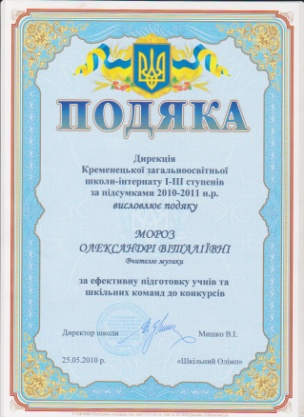 ПОДЯКА
Дирекція
Кременецької загальноосвітньої
школи-інтернату І-ІІІ ступенів
за підсумками 2010-2011 н.р.
висловлює подяку
МОРОЗ
ОЛЕКСАНДРІ ВІТАЛІЇВНІ
Вчителю музики
за ефективну підготовку учнів та
шкільних команд до конкурсів
Директор школи Мишко В.І.
25.05.2010 р. «Шкільний Олімп»